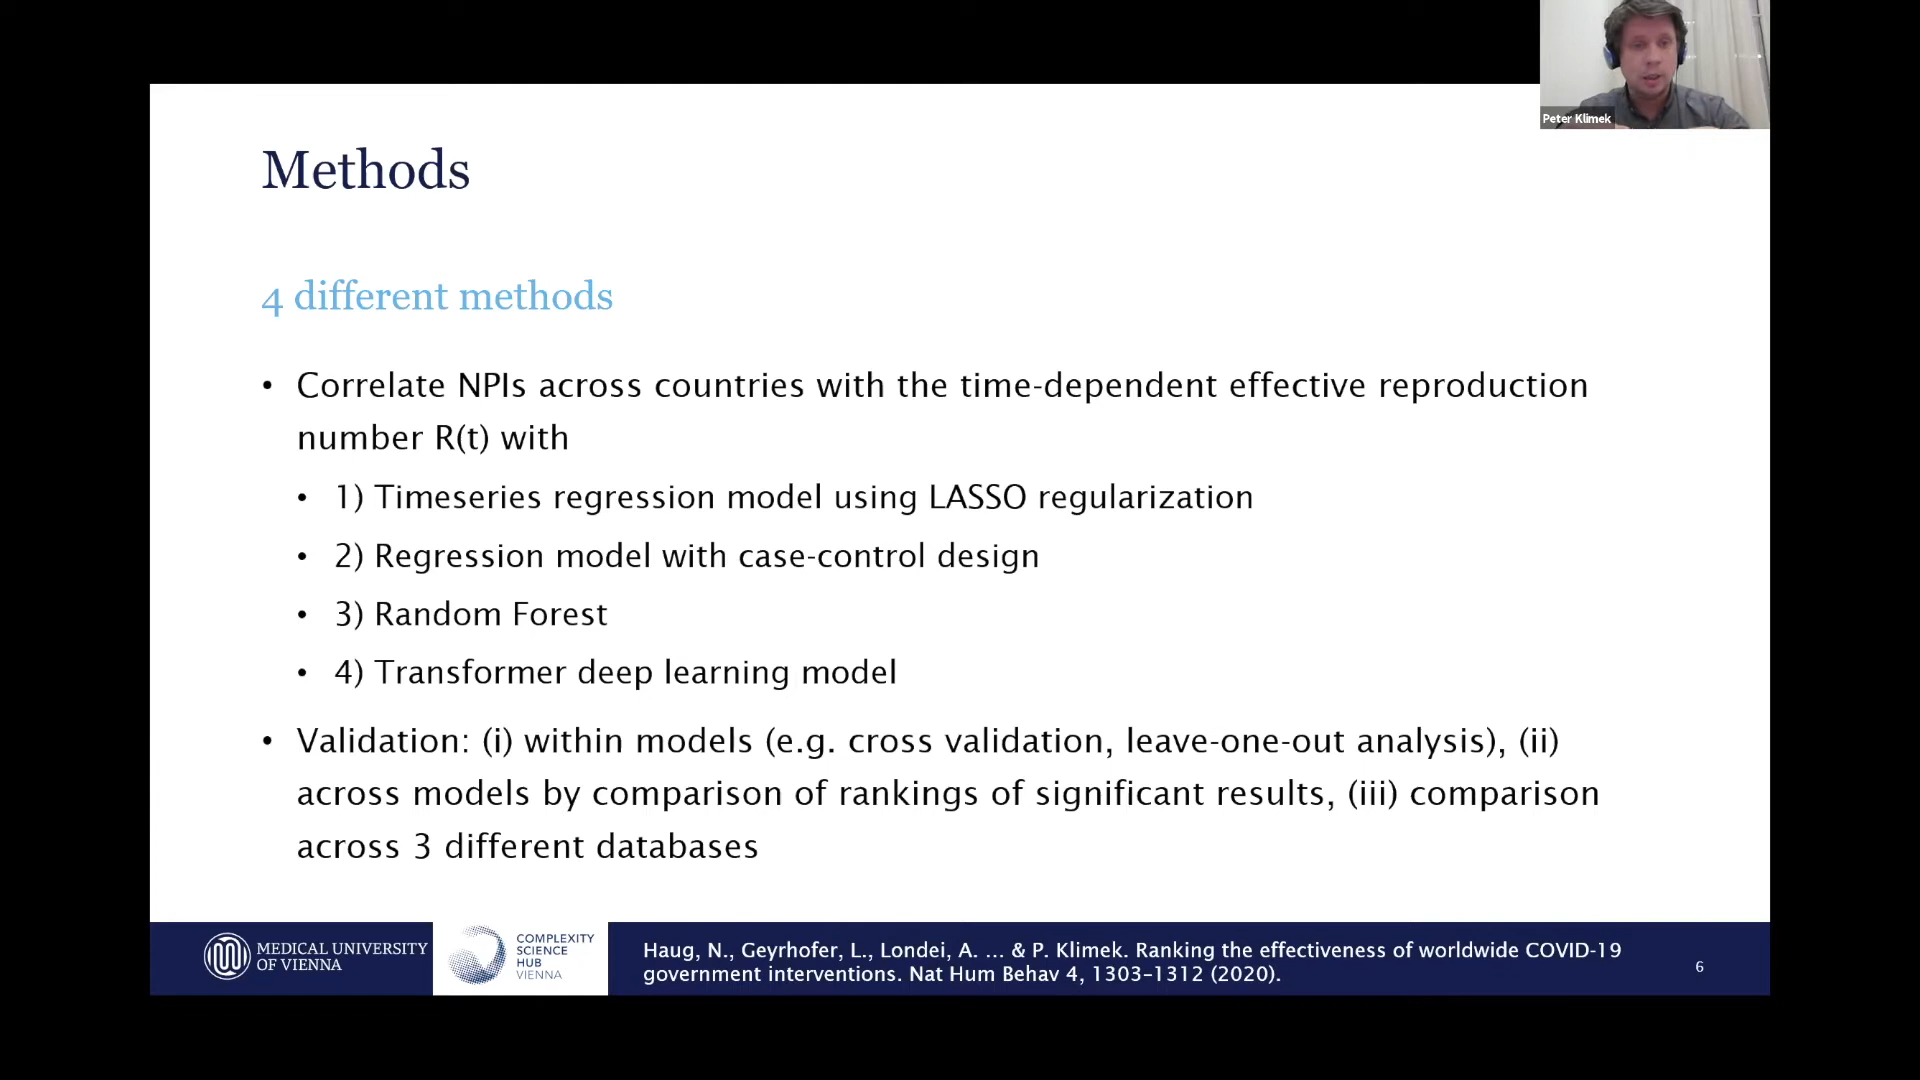 Peter Klimek
Methods
4 different methods
• Correlate NPIs across countries with the time-dependent effective reproduction
number R(t) with
• 1) Timeseries regression model using LASSO regularization
• 2) Regression model with case-control design
• 3) Random Forest
• 4) Transformer deep learning model
• Validation: (i) within models (e.g. cross validation, leave-one-out analysis), (ii)
across models by comparison of rankings of significant results, (iii) comparison
across 3 different databases
MEDICAL UNIVERSITY
OF VIENNA
COMPLEXITY
SCIENCE
HUB
VIENNA
Haug, N., Geyrhofer, L., Londei, A. ... & P. Klimek. Ranking the effectiveness of worldwide COVID-19
government interventions. Nat Hum Behav 4, 1303–1312 (2020).
6